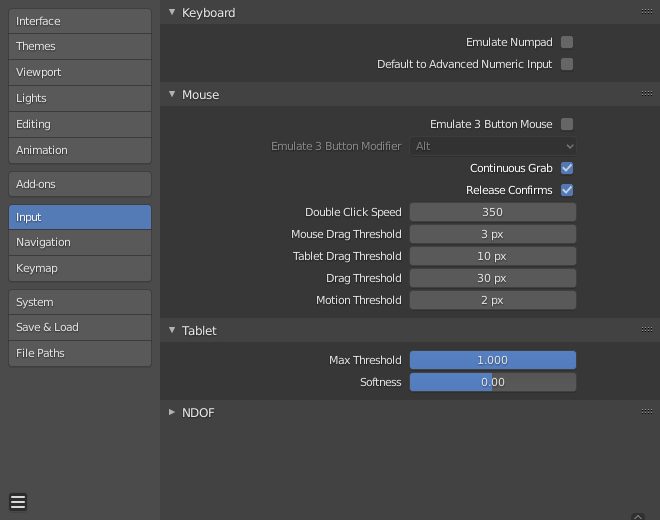 Interface
Themes
Viewport
Lights
Editing
Animation
Add-ons
Input
Navigation
Keymap
System
Save & Load
File Paths
Keyboard
Emulate Numpad
Default to Advanced Numeric Input
Mouse
Emulate 3 Button Mouse
Emulate 3 Button Modifier Alt
Continuous Grab
Release Confirms
Double Click Speed 350
Mouse Drag Threshold 3 px
Tablet Drag Threshold 10 px
Drag Threshold 30 px
Motion Threshold 2 px
Tablet
Max Threshold 1.000
Softness 0.00
NDOF